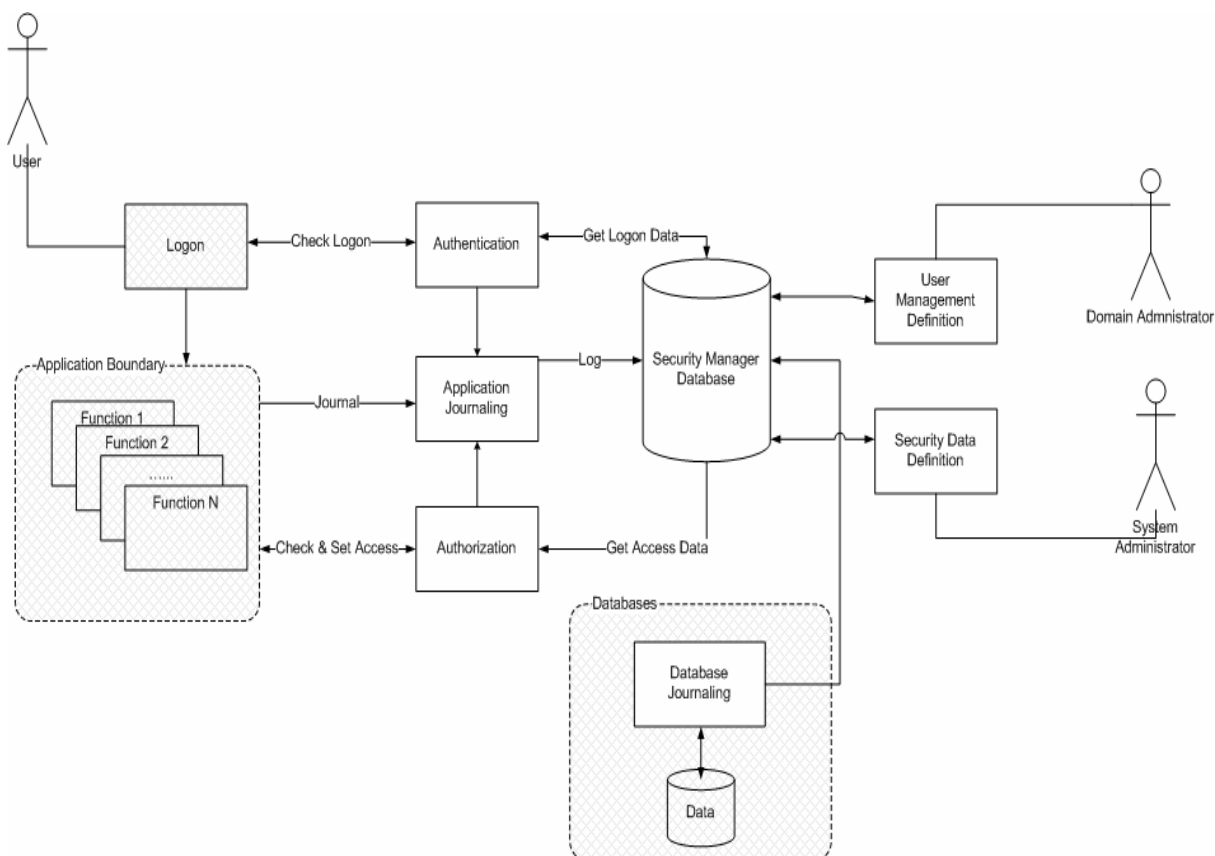 User
Logon
Check Logon
Authentication
Get Logon Data
User
Management
Definition
Domain Admnistrator
Application Boundary
Function 1
Function 2
......
Function N
Journal
Application
Journaling
Log
Security Manager
Database
Security Data
Definition
System
Administrator
Check & Set Access
Authorization
Get Access Data
Databases
Database
Journaling
Data